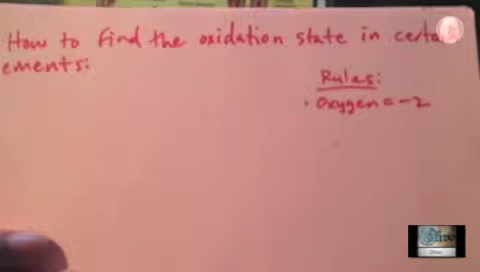 How to find the oxidation state in certa
ements:
Rules:
· Oxygen = -2